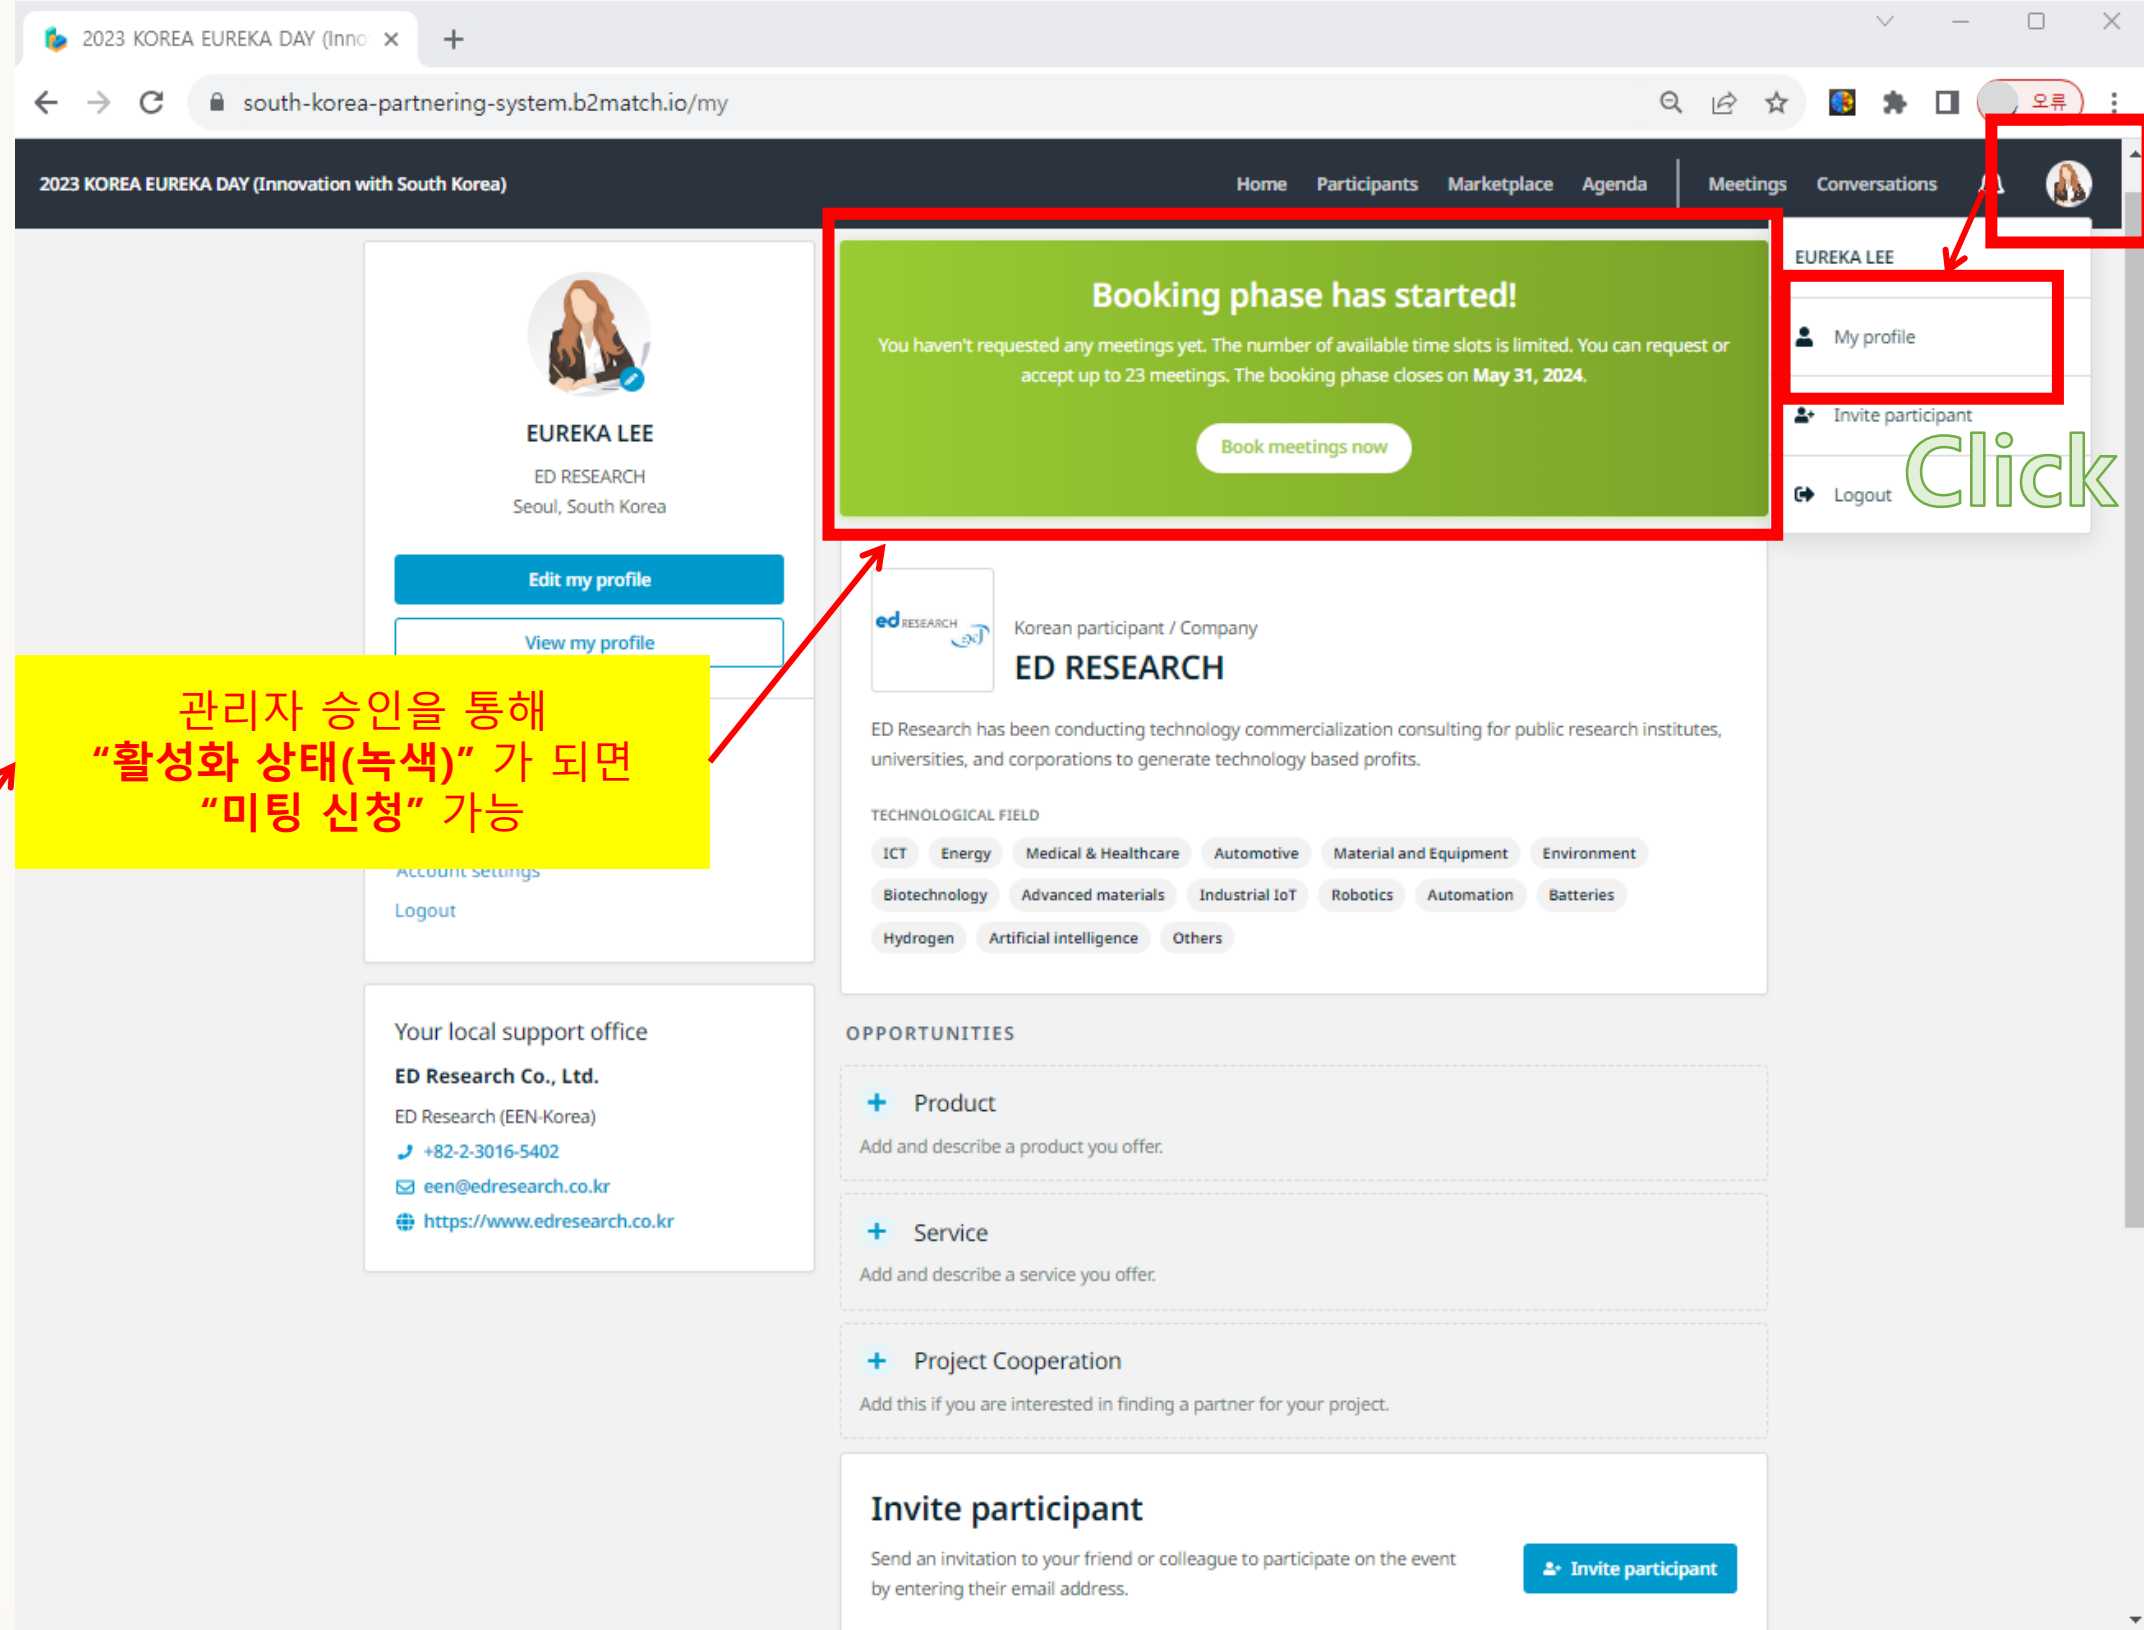 2023 KOREA EUREKA DAY (Inno
south-korea-partnering-system.b2match.io/my
오류
2023 KOREA EUREKA DAY (Innovation with South Korea)
Home Participants Marketplace Agenda Meetings Conversations
EUREKA LEE
My profile
Invite participant
Logout
Click
Booking phase has started!
You haven't requested any meetings yet. The number of available time slots is limited. You can request or
accept up to 23 meetings. The booking phase closes on May 31, 2024.
Book meetings now
EUREKA LEE
ED RESEARCH
Seoul, South Korea
Edit my profile
View my profile
관리자 승인을 통해
“활성화 상태(녹색)” 가 되면
“미팅 신청” 가능
Account settings
Logout
ed RESEARCH
Korean participant / Company
ED RESEARCH
ED Research has been conducting technology commercialization consulting for public research institutes,
universities, and corporations to generate technology based profits.
TECHNOLOGICAL FIELD
ICT Energy Medical & Healthcare Automotive Material and Equipment Environment
Biotechnology Advanced materials Industrial IoT Robotics Automation Batteries
Hydrogen Artificial intelligence Others
Your local support office
ED Research Co., Ltd.
ED Research (EEN-Korea)
+82-2-3016-5402
een@edresearch.co.kr
https://www.edresearch.co.kr
OPPORTUNITIES
+ Product
Add and describe a product you offer.
+ Service
Add and describe a service you offer.
+ Project Cooperation
Add this if you are interested in finding a partner for your project.
Invite participant
Send an invitation to your friend or colleague to participate on the event
by entering their email address.
Invite participant